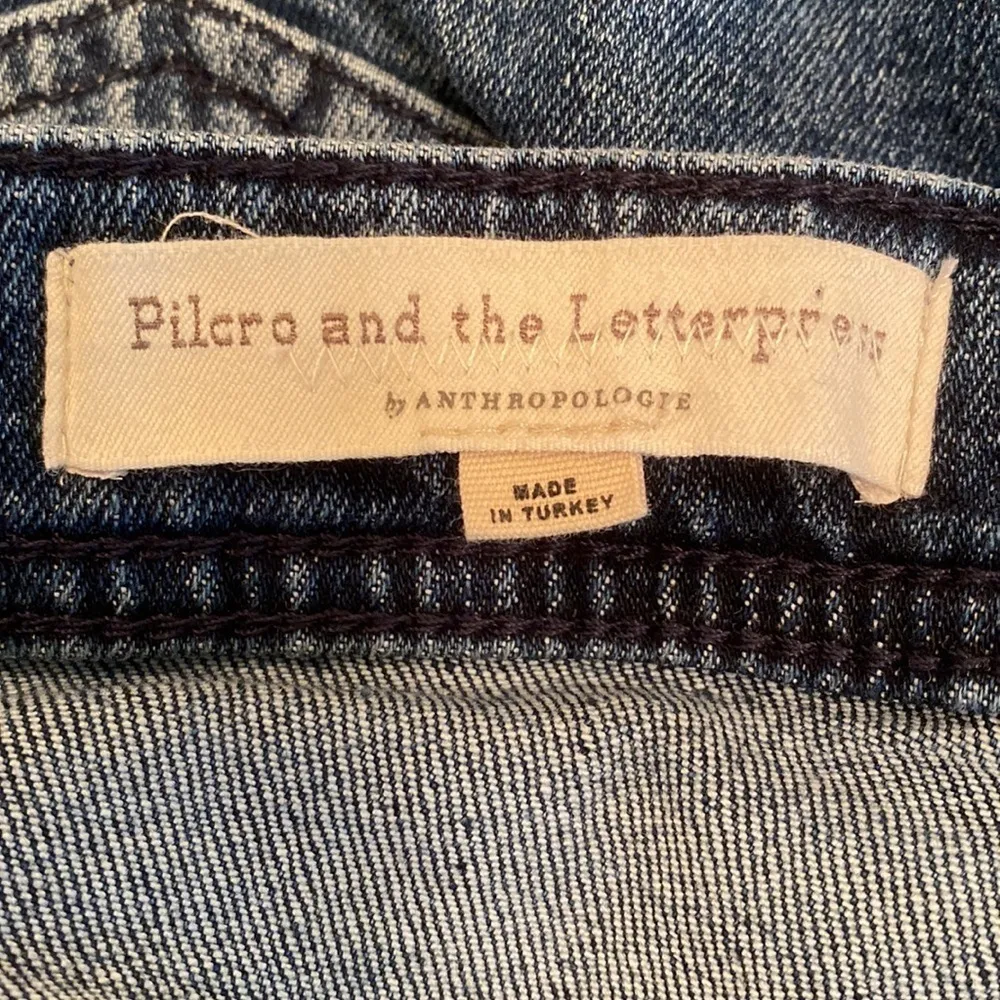 Pilcro and the Letterpress
by ANTHROPOLOGIE
MADE
IN TURKEY